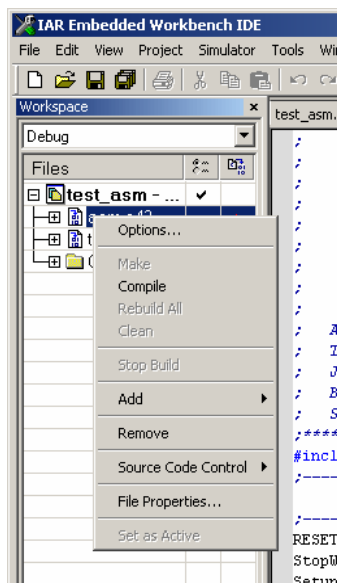 IAR Embedded Workbench IDE
File Edit View Project Simulator Tools
Workspace
test_asm.
Debug
Files
test_asm - ...
Options...
Make
Compile
Rebuild All
Clean
Stop Build
Add
Remove
Source Code Control
File Properties...
Set as Active
;
;
;
;
;
;
;
;
;
;
;
;
;
;
;****
#incl
;----
;----
RESET
StopW
Setup